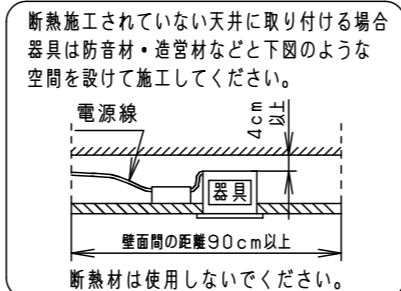 断熱施工されていない天井に取り付ける場合
器具は防音材・造営材などと下図のような
空間を設けて施工してください。
電源線
4cm
以上
器具
壁面間の距離90cm以上
断熱材は使用しないでください。